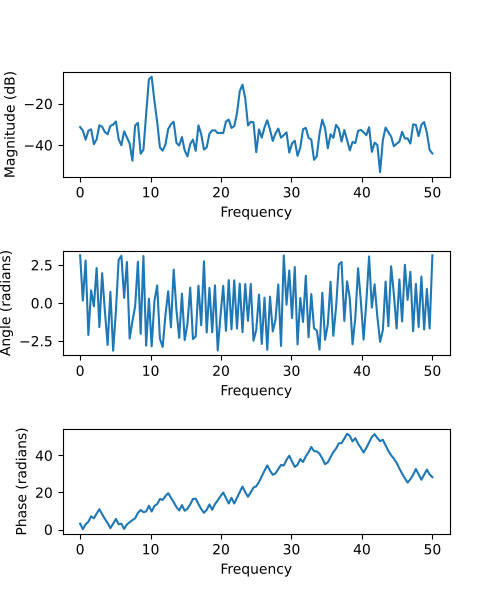 Magnitude (dB)
−20
−40
0 10 20 30 40 50
Frequency
Angle (radians)
2.5
0.0
−2.5
0 10 20 30 40 50
Frequency
Phase (radians)
40
20
0
0 10 20 30 40 50
Frequency